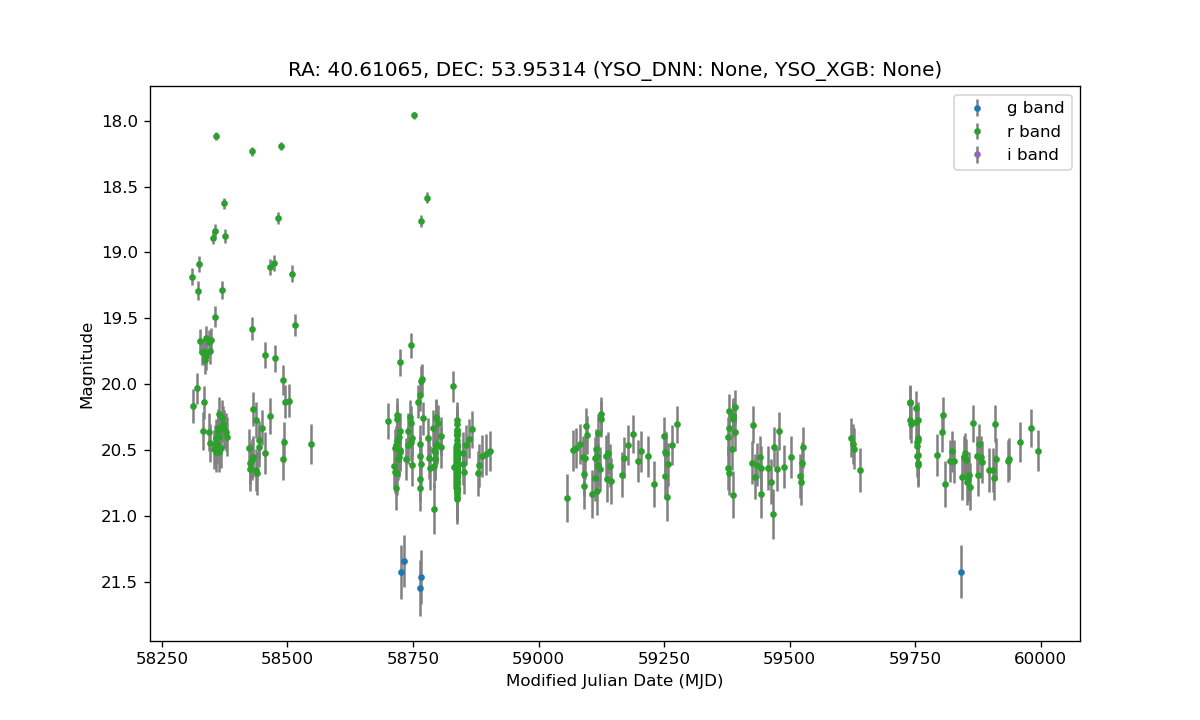 RA: 40.61065, DEC: 53.95314 (YSO_DNN: None, YSO_XGB: None)
g band
r band
i band
18.0
18.5
19.0
19.5
20.0
20.5
21.0
21.5
Magnitude
58250 58500 58750 59000 59250 59500 59750 60000
Modified Julian Date (MJD)